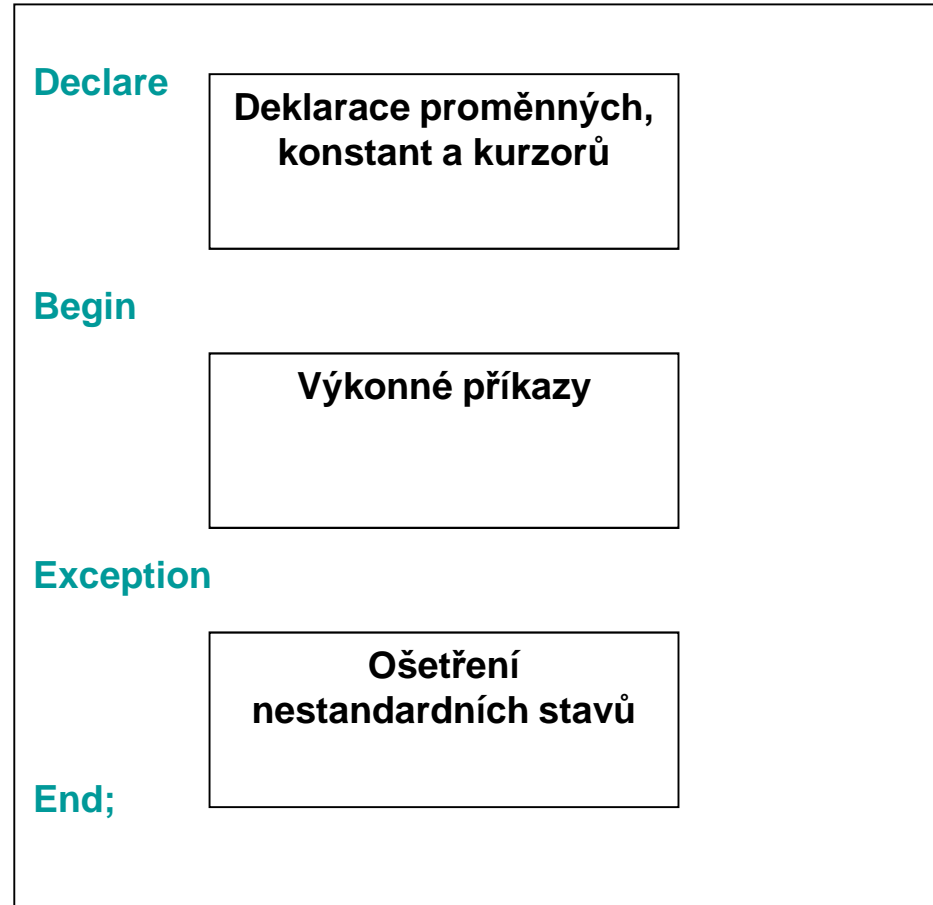 Declare
Deklarace proměnných,
konstant a kurzorů
Begin
Výkonné příkazy
Exception
Ošetření
nestandardních stavů
End;